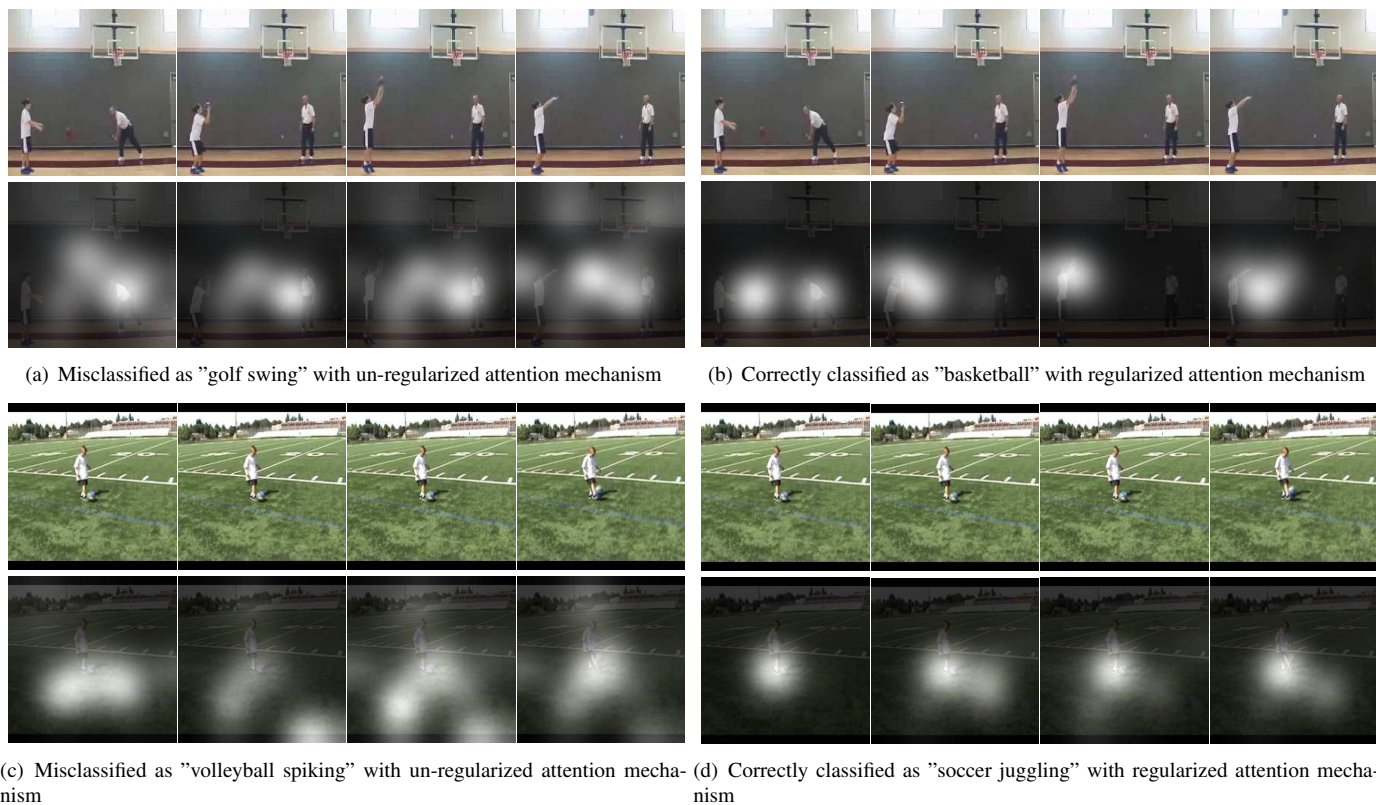 (a) Misclassified as ”golf swing” with un-regularized attention mechanism
(b) Correctly classified as ”basketball” with regularized attention mechanism
(c) Misclassified as ”volleyball spiking” with un-regularized attention mecha-
nism
(d) Correctly classified as ”soccer juggling” with regularized attention mecha-
nism